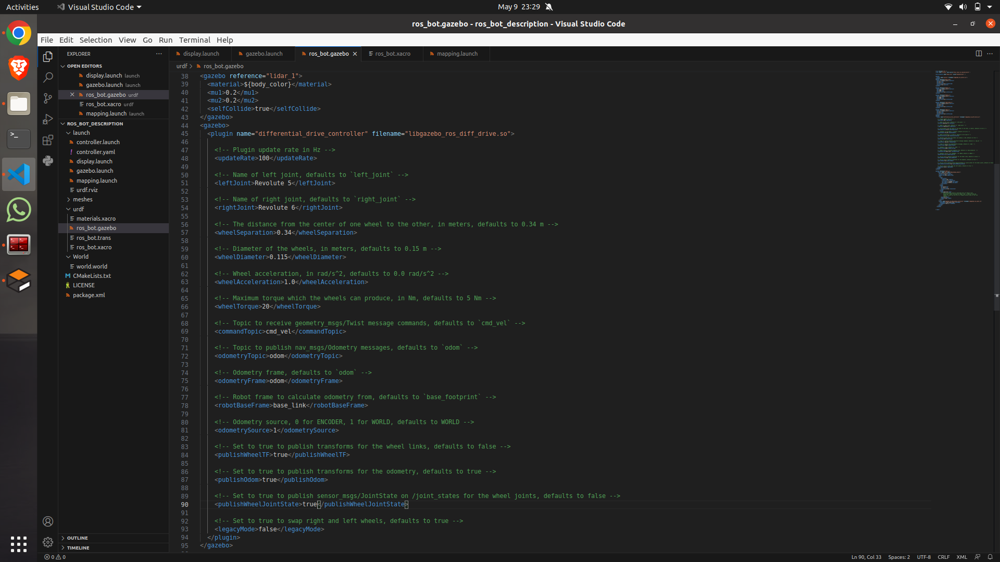 Activities
Visual Studio Code
May 9 23:29
ros_bot.gazebo - ros_bot_description - Visual Studio Code
File Edit Selection View Go Run Terminal Help
EXPLORER
OPEN EDITORS
display.launch launch
gazebo.launch launch
ros_bot.gazebo urdf
ros_bot.xacro urdf
mapping.launch launch
ROS_BOT_DESCRIPTION
launch
controller.launch
! controller.yaml
display.launch
gazebo.launch
mapping.launch
urdf.rviz
meshes
urdf
materials.xacro
ros_bot.gazebo
ros_bot.trans
ros_bot.xacro
World
world.world
M CMakeLists.txt
LICENSE
package.xml
OUTLINE
TIMELINE
display.launch
gazebo.launch
ros_bot.gazebo
ros_bot.xacro
mapping.launch
urdf > ros_bot.gazebo
38 <gazebo reference="lidar_1">
39 <material>${body_color}</material>
40 <mu1>0.2</mu1>
41 <mu2>0.2</mu2>
42 <selfCollide>true</selfCollide>
43 </gazebo>
44 <gazebo>
45 <plugin name="differential_drive_controller" filename="libgazebo_ros_diff_drive.so">
46
47 <!-- Plugin update rate in Hz -->
48 <updateRate>100</updateRate>
49
50 <!-- Name of left joint, defaults to `left_joint` -->
51 <leftJoint>Revolute 5</leftJoint>
52
53 <!-- Name of right joint, defaults to `right_joint` -->
54 <rightJoint>Revolute 6</rightJoint>
55
56 <!-- The distance from the center of one wheel to the other, in meters, defaults to 0.34 m -->
57 <wheelSeparation>0.34</wheelSeparation>
58
59 <!-- Diameter of the wheels, in meters, defaults to 0.15 m -->
60 <wheelDiameter>0.115</wheelDiameter>
61
62 <!-- Wheel acceleration, in rad/s^2, defaults to 0.0 rad/s^2 -->
63 <wheelAcceleration>1.0</wheelAcceleration>
64
65 <!-- Maximum torque which the wheels can produce, in Nm, defaults to 5 Nm -->
66 <wheelTorque>20</wheelTorque>
67
68 <!-- Topic to receive geometry_msgs/Twist message commands, defaults to `cmd_vel` -->
69 <commandTopic>cmd_vel</commandTopic>
70
71 <!-- Topic to publish nav_msgs/Odometry messages, defaults to `odom` -->
72 <odometryTopic>odom</odometryTopic>
73
74 <!-- Odometry frame, defaults to `odom` -->
75 <odometryFrame>odom</odometryFrame>
76
77 <!-- Robot frame to calculate odometry from, defaults to `base_footprint` -->
78 <robotBaseFrame>base_link</robotBaseFrame>
79
80 <!-- Odometry source, 0 for ENCODER, 1 for WORLD, defaults to WORLD -->
81 <odometrySource>1</odometrySource>
82
83 <!-- Set to true to publish transforms for the wheel links, defaults to false -->
84 <publishWheelTF>true</publishWheelTF>
85
86 <!-- Set to true to publish transforms for the odometry, defaults to true -->
87 <publishOdom>true</publishOdom>
88
89 <!-- Set to true to publish sensor_msgs/JointState on /joint_states for the wheel joints, defaults to false -->
90 <publishWheelJointState>true</publishWheelJointState>
91
92 <!-- Set to true to swap right and left wheels, defaults to true -->
93 <legacyMode>false</legacyMode>
94 </plugin>
95 </gazebo>
0 0
Ln 90, Col 33 Spaces: 2 UTF-8 CRLF XML